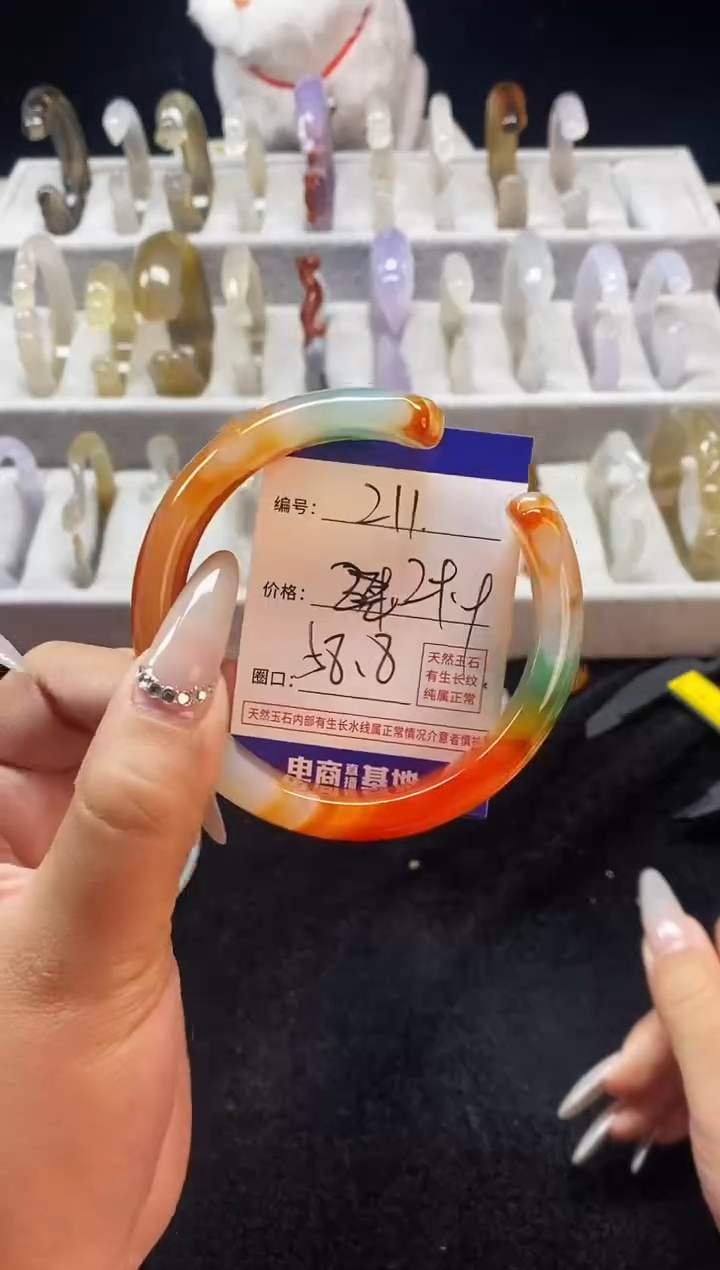 编号: 211.
价格:
圈口: 58.8
天然玉石
有生长纹
纯属正常
天然玉石内部有生长水线属正常情况介意者慎
电商直播基地